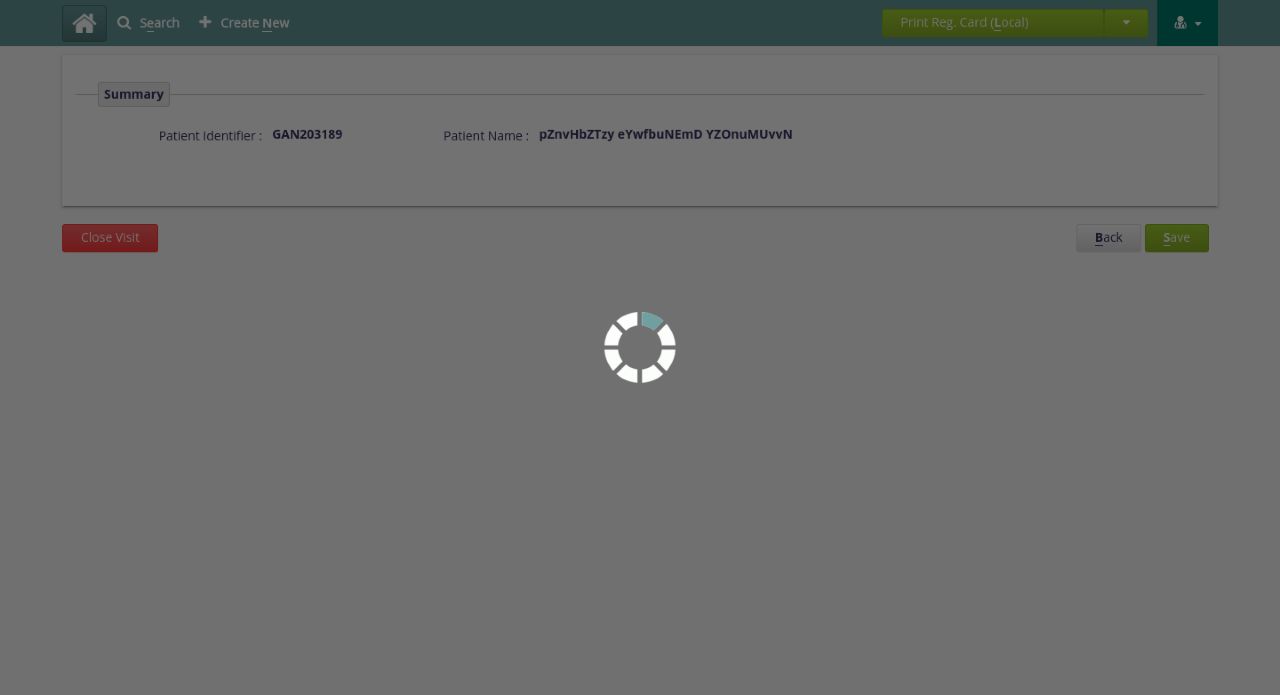 Search
Create New
Print Reg. Card (Local)
Summary
Patient Identifier : GAN203189
Patient Name : pZnvHbZTzy eYwfbuNEmD YZOnuMUvvN
Close Visit
Back
Save